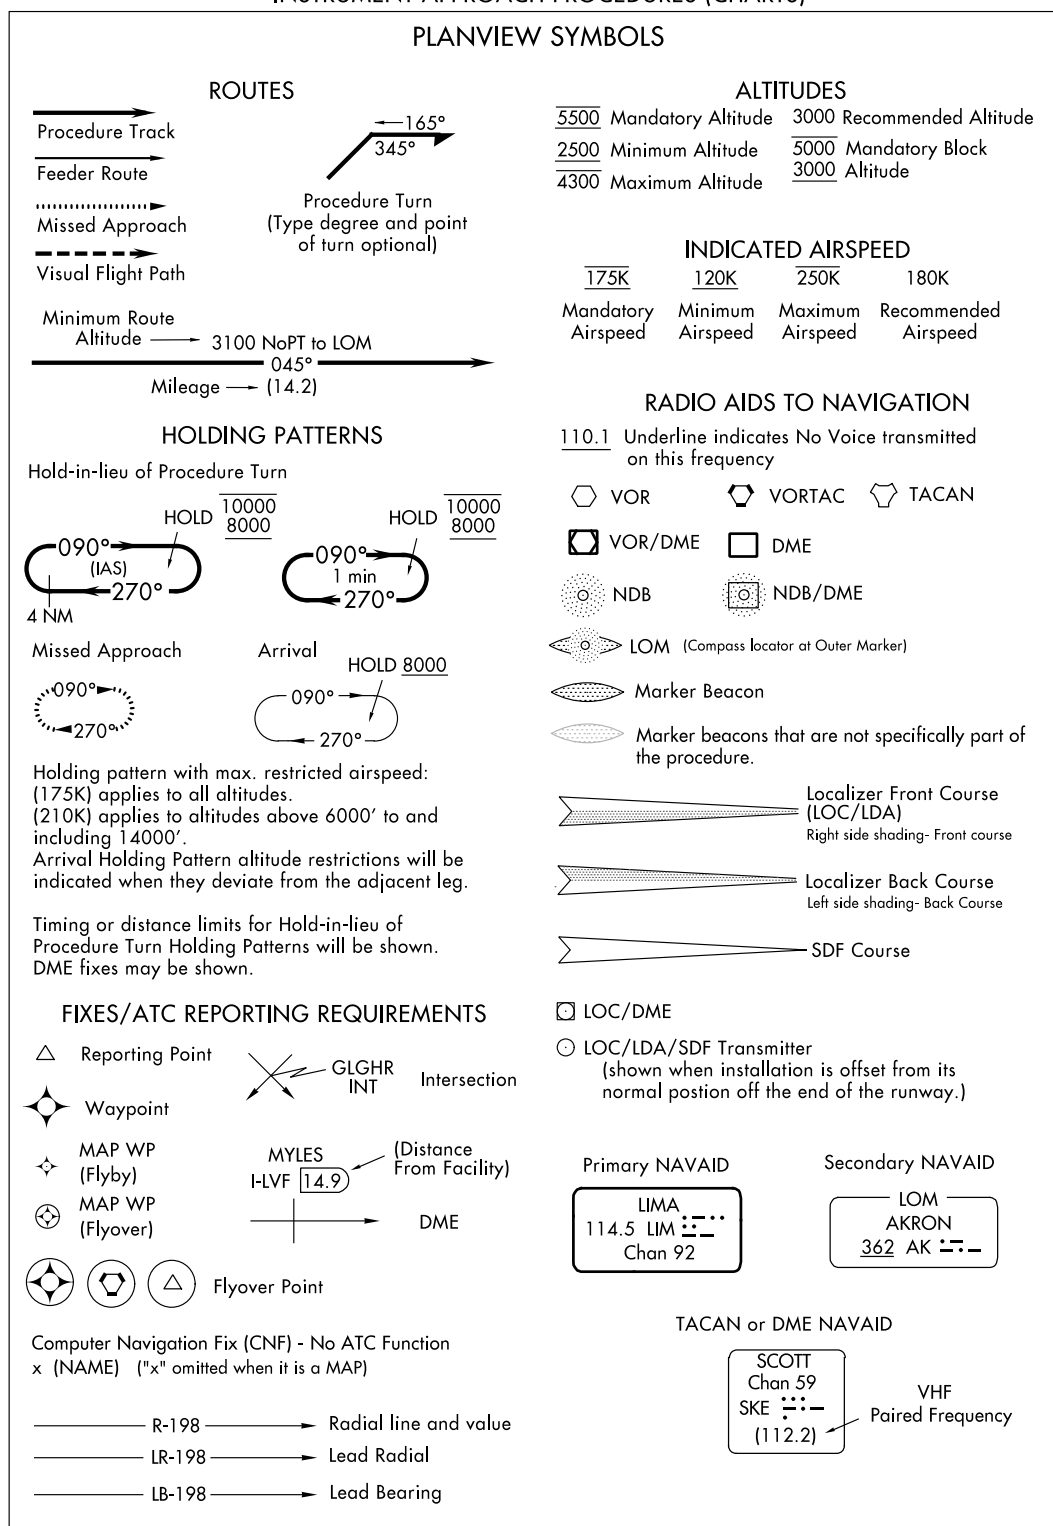 INSTRUMENT APPROACH PROCEDURES (CHARTS)
PLANVIEW SYMBOLS
ROUTES
Procedure Track
Feeder Route
Missed Approach
Visual Flight Path
165°
345°
Procedure Turn
(Type degree and point
of turn optional)
Minimum Route
Altitude
3100 NoPT to LOM
045°
Mileage
(14.2)
HOLDING PATTERNS
Hold-in-lieu of Procedure Turn
HOLD
10000
8000
090°
(IAS)
270°
4 NM
HOLD
10000
8000
090°
1 min
270°
Missed Approach
090°
270°
Arrival
HOLD 8000
090°
270°
Holding pattern with max. restricted airspeed:
(175K) applies to all altitudes.
(210K) applies to altitudes above 6000' to and
including 14000'.
Arrival Holding Pattern altitude restrictions will be
indicated when they deviate from the adjacent leg.
Timing or distance limits for Hold-in-lieu of
Procedure Turn Holding Patterns will be shown.
DME fixes may be shown.
FIXES/ATC REPORTING REQUIREMENTS
Reporting Point
GLGHR
INT
Intersection
Waypoint
MAP WP
(Flyby)
MAP WP
(Flyover)
MYLES
I-LVF 14.9
(Distance
From Facility)
DME
Flyover Point
Computer Navigation Fix (CNF) - No ATC Function
x (NAME) ("x" omitted when it is a MAP)
R-198 Radial line and value
LR-198 Lead Radial
LB-198 Lead Bearing
ALTITUDES
5500 Mandatory Altitude
2500 Minimum Altitude
4300 Maximum Altitude
3000 Recommended Altitude
5000 Mandatory Block
3000 Altitude
INDICATED AIRSPEED
175K 120K 250K 180K
Mandatory Minimum Maximum Recommended
Airspeed Airspeed Airspeed Airspeed
RADIO AIDS TO NAVIGATION
110.1 Underline indicates No Voice transmitted
on this frequency
VOR VORTAC TACAN
VOR/DME DME
NDB NDB/DME
LOM (Compass locator at Outer Marker)
Marker Beacon
Marker beacons that are not specifically part of
the procedure.
Localizer Front Course
(LOC/LDA)
Right side shading- Front course
Localizer Back Course
Left side shading- Back Course
SDF Course
LOC/DME
LOC/LDA/SDF Transmitter
(shown when installation is offset from its
normal postion off the end of the runway.)
Primary NAVAID
LIMA
114.5 LIM
Chan 92
Secondary NAVAID
LOM
AKRON
362 AK
TACAN or DME NAVAID
SCOTT
Chan 59
SKE
(112.2)
VHF
Paired Frequency